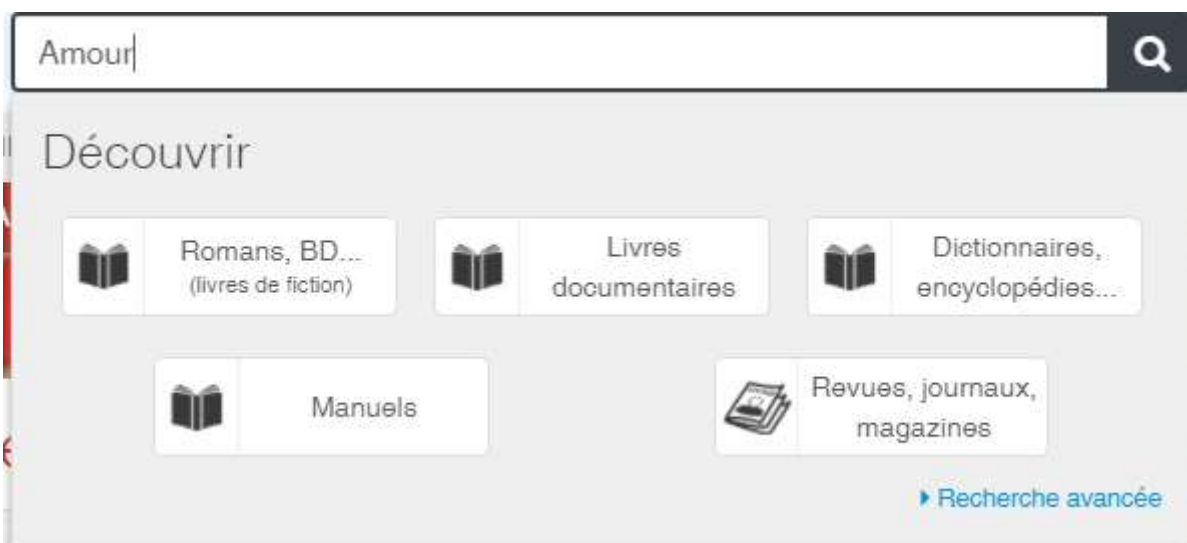 Amour
Découvrir
Romans, BD...
(livres de fiction)
Livres
documentaires
Dictionnaires,
encyclopédies...
Manuels
Revues, journaux,
magazines
Recherche avancée